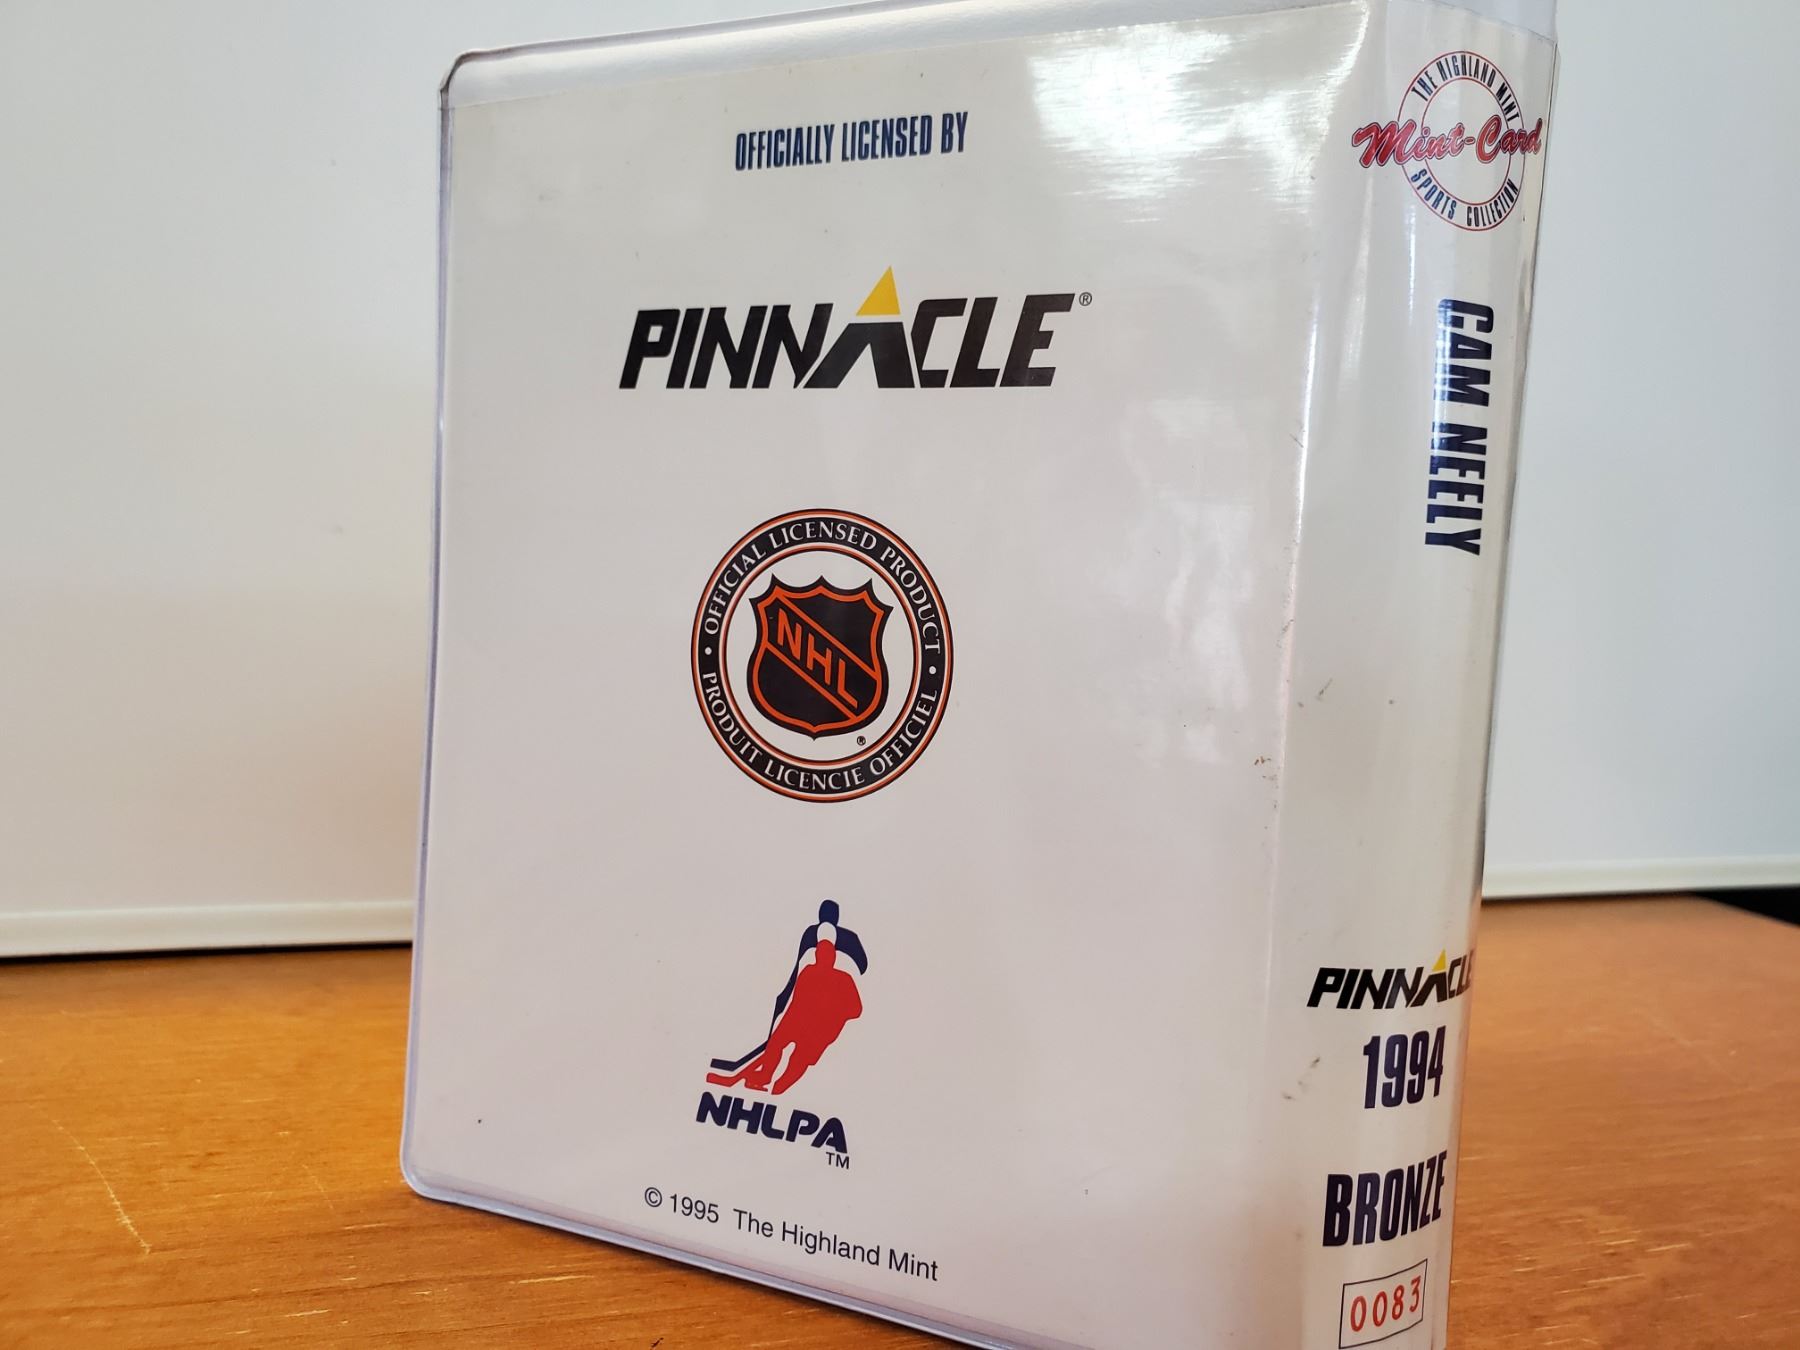 OFFICIALLY LICENSED BY
PINNACLE®
OFFICIAL LICENSED PRODUCT
NHL
®
PRODUIT LICENCIE OFFICIEL
NHLPA
TM
© 1995 The Highland Mint
THE HIGHLAND MINT
Mint-Card
SPORTS COLLECTION
CAM NEELY
PINNACLE
1994
BRONZE
0083